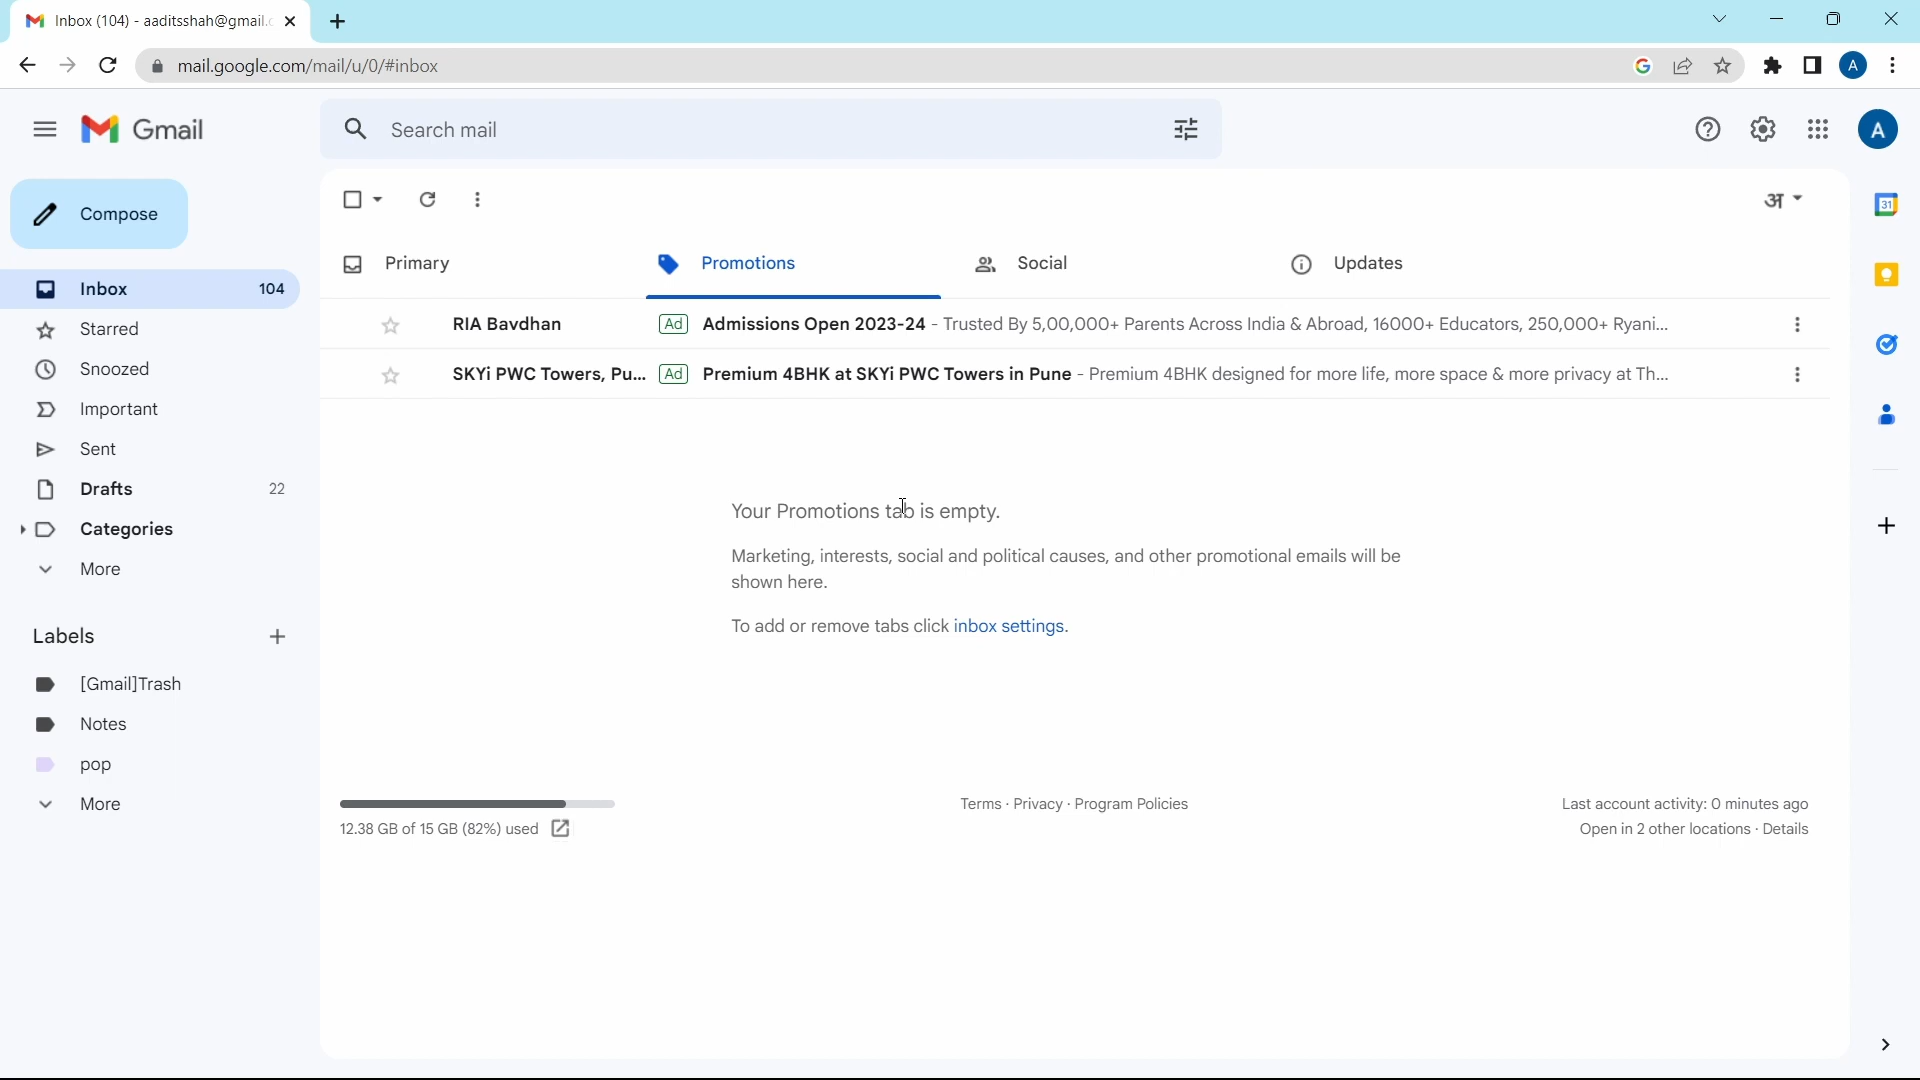 Inbox (104) - aaditsshah@gmail.c
mail.google.com/mail/u/0/#inbox
A
Gmail
Search mail
A
Compose
अ
31
Primary
Promotions
Social
Updates
Inbox 104
Starred
Snoozed
Important
Sent
Drafts 22
Categories
More
RIA Bavdhan Ad Admissions Open 2023-24 - Trusted By 5,00,000+ Parents Across India & Abroad, 16000+ Educators, 250,000+ Ryani...
SKYi PWC Towers, Pu... Ad Premium 4BHK at SKYi PWC Towers in Pune - Premium 4BHK designed for more life, more space & more privacy at Th...
Your Promotions tab is empty.
Marketing, interests, social and political causes, and other promotional emails will be
shown here.
To add or remove tabs click inbox settings.
Labels
[Gmail]Trash
Notes
pop
More
12.38 GB of 15 GB (82%) used
Terms · Privacy · Program Policies
Last account activity: 0 minutes ago
Open in 2 other locations · Details